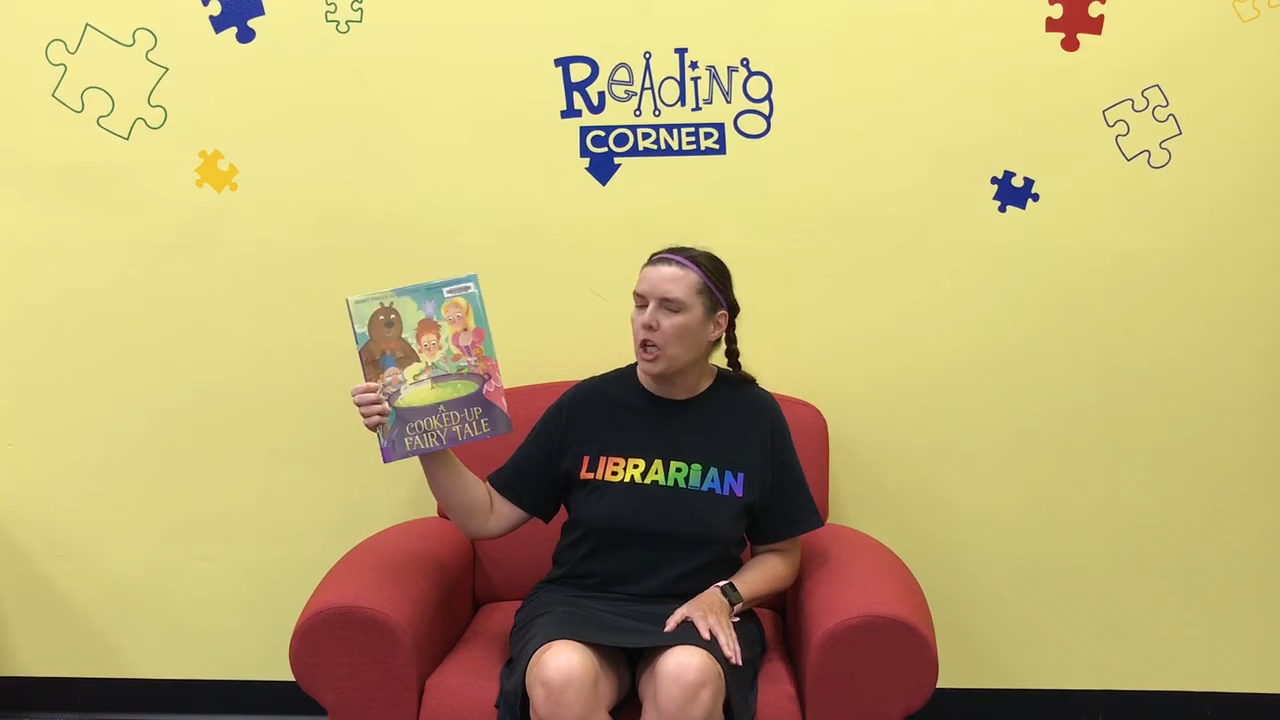 ReAdiNg
CORNER
A
COOKED-UP
FAIRY TALE
LIBRARIAN